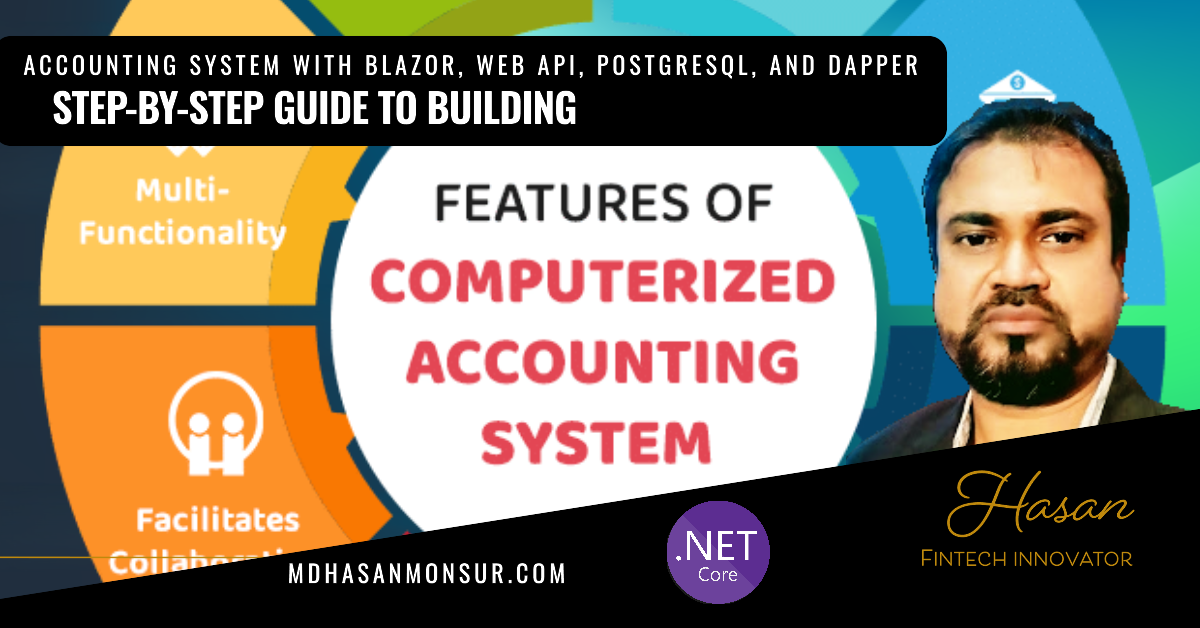 ACCOUNTING SYSTEM WITH BLAZOR, WEB API, POSTGRESQL, AND DAPPER
STEP-BY-STEP GUIDE TO BUILDING
Multi-
Functionality
FEATURES OF
COMPUTERIZED
ACCOUNTING
SYSTEM
Facilitates
MDHASANMONSUR.COM
.NET
Core
Hasan
FINTECH INNOVATOR